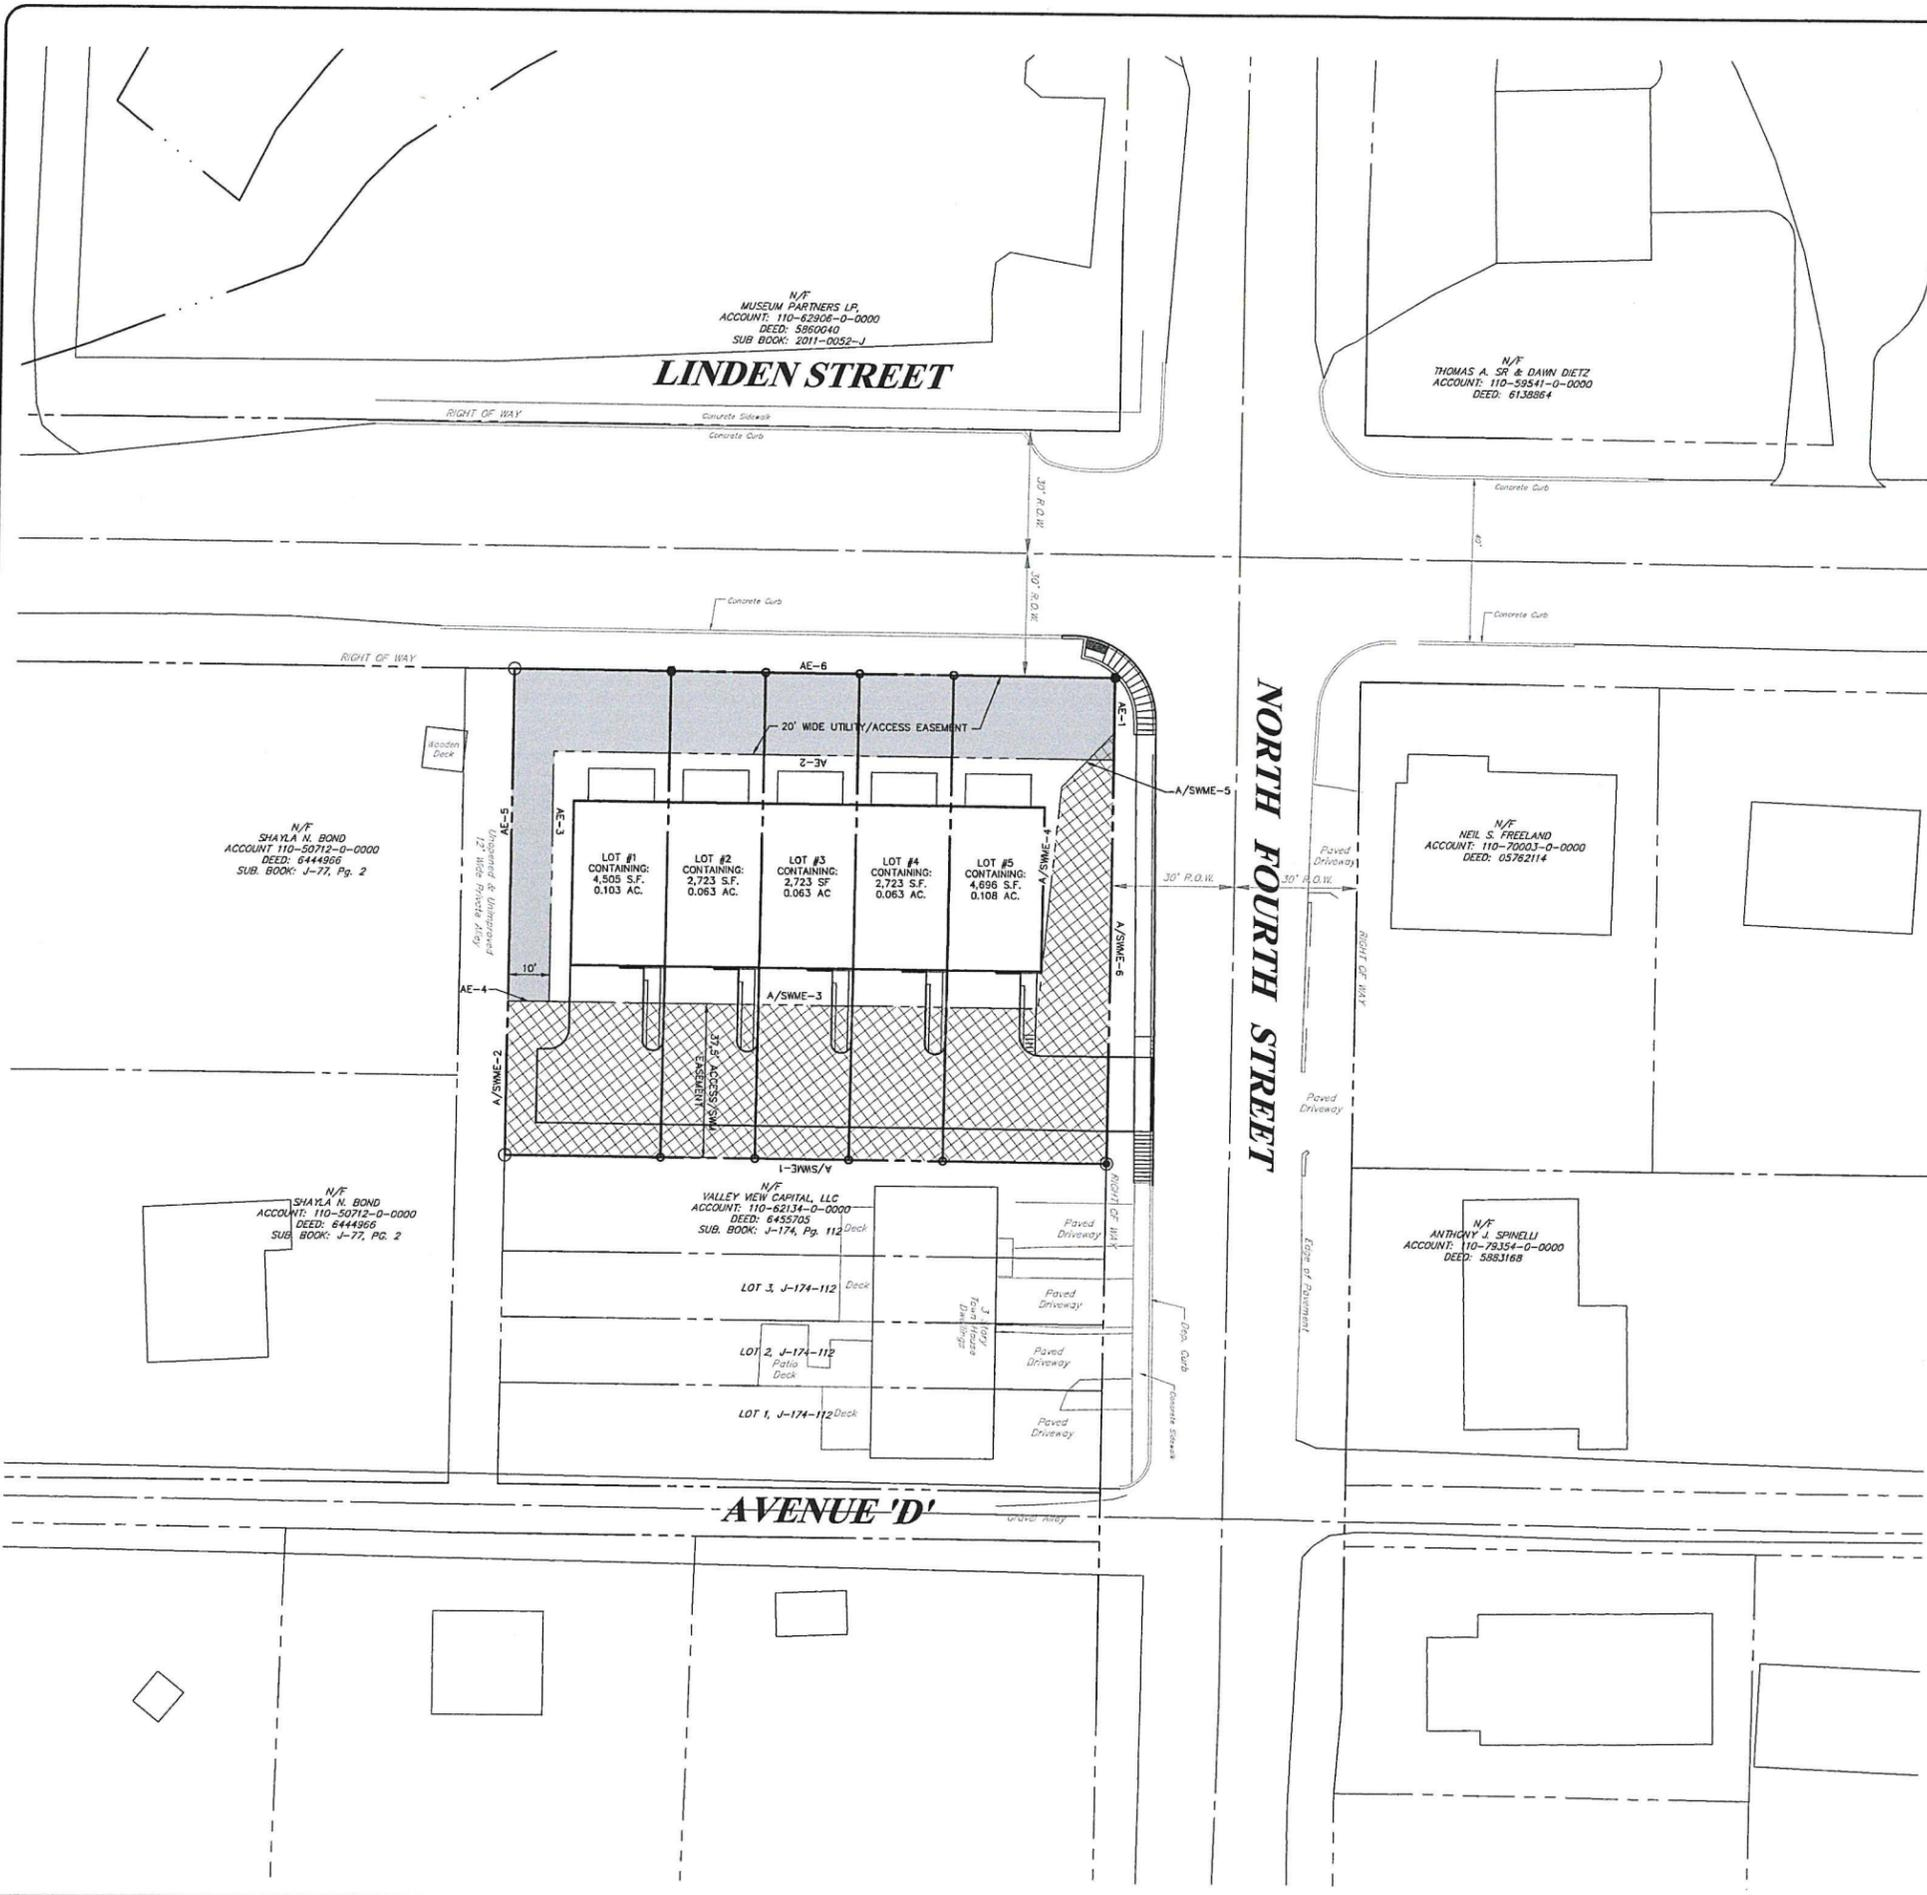 N/F
MUSEUM PARTNERS LP,
ACCOUNT: 110-62906-0-0000
DEED: 5860040
SUB BOOK: 2011-0052-J
LINDEN STREET
RIGHT OF WAY
Concrete Sidewalk
Concrete Curb
N/F
THOMAS A. SR & DAWN DIETZ
ACCOUNT: 110-59541-0-0000
DEED: 6138864
Concrete Curb
30' R.O.W.
40'
30' R.O.W.
Concrete Curb
Concrete Curb
RIGHT OF WAY
AE-6
AE-1
20' WIDE UTILITY/ACCESS EASEMENT
AE-2
A/SWME-5
Wooden
Deck
AE-5
AE-3
A/SWME-4
NORTH FOURTH STREET
N/F
SHAYLA N. BOND
ACCOUNT 110-50712-0-0000
DEED: 6444966
SUB. BOOK: J-77, Pg. 2
Unopened & Unimproved
12' Wide Private Alley
LOT #1
CONTAINING:
4,505 S.F.
0.103 AC.
LOT #2
CONTAINING:
2,723 S.F.
0.063 AC.
LOT #3
CONTAINING:
2,723 SF
0.063 AC
LOT #4
CONTAINING:
2,723 S.F.
0.063 AC.
LOT #5
CONTAINING:
4,696 S.F.
0.108 AC.
30' R.O.W.
30' R.O.W.
Paved
Driveway
N/F
NEIL S. FREELAND
ACCOUNT: 110-70003-0-0000
DEED: 05762114
A/SWME-6
RIGHT OF WAY
10'
AE-4
A/SWME-3
37.5' ACCESS/SWM
EASEMENT
A/SWME-2
Paved
Driveway
A/SWME-1
RIGHT OF WAY
N/F
VALLEY VIEW CAPITAL, LLC
ACCOUNT: 110-62134-0-0000
DEED: 6455705
SUB. BOOK: J-174, Pg. 112
Deck
Paved
Driveway
N/F
SHAYLA N. BOND
ACCOUNT: 110-50712-0-0000
DEED: 6444966
SUB. BOOK: J-77, PG. 2
N/F
ANTHONY J. SPINELLI
ACCOUNT: 110-79354-0-0000
DEED: 5883168
Edge of Pavement
LOT 3, J-174-112
Deck
3 Story
Town House
Dwellings
Paved
Driveway
Dep. Curb
LOT 2, J-174-112
Patio
Deck
Paved
Driveway
LOT 1, J-174-112
Deck
Paved
Driveway
Concrete Sidewalk
AVENUE 'D'
Gravel Alley